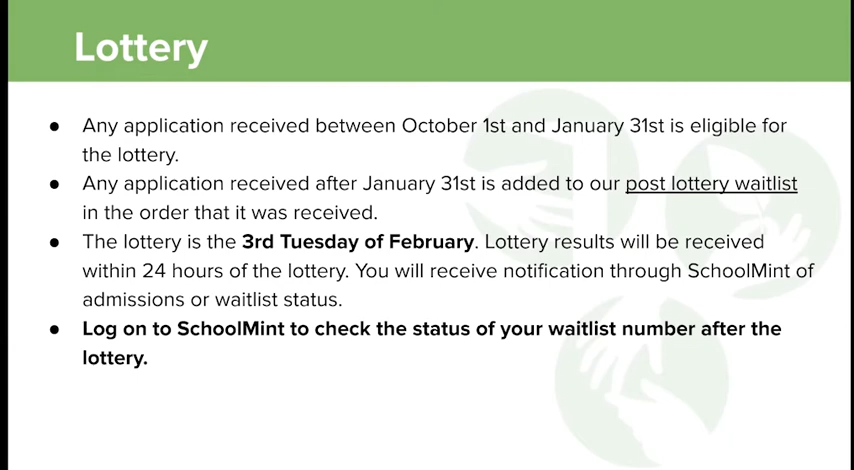 Lottery
● Any application received between October 1st and January 31st is eligible for
the lottery.
● Any application received after January 31st is added to our post lottery waitlist
in the order that it was received.
● The lottery is the 3rd Tuesday of February. Lottery results will be received
within 24 hours of the lottery. You will receive notification through SchoolMint of
admissions or waitlist status.
● Log on to SchoolMint to check the status of your waitlist number after the
lottery.